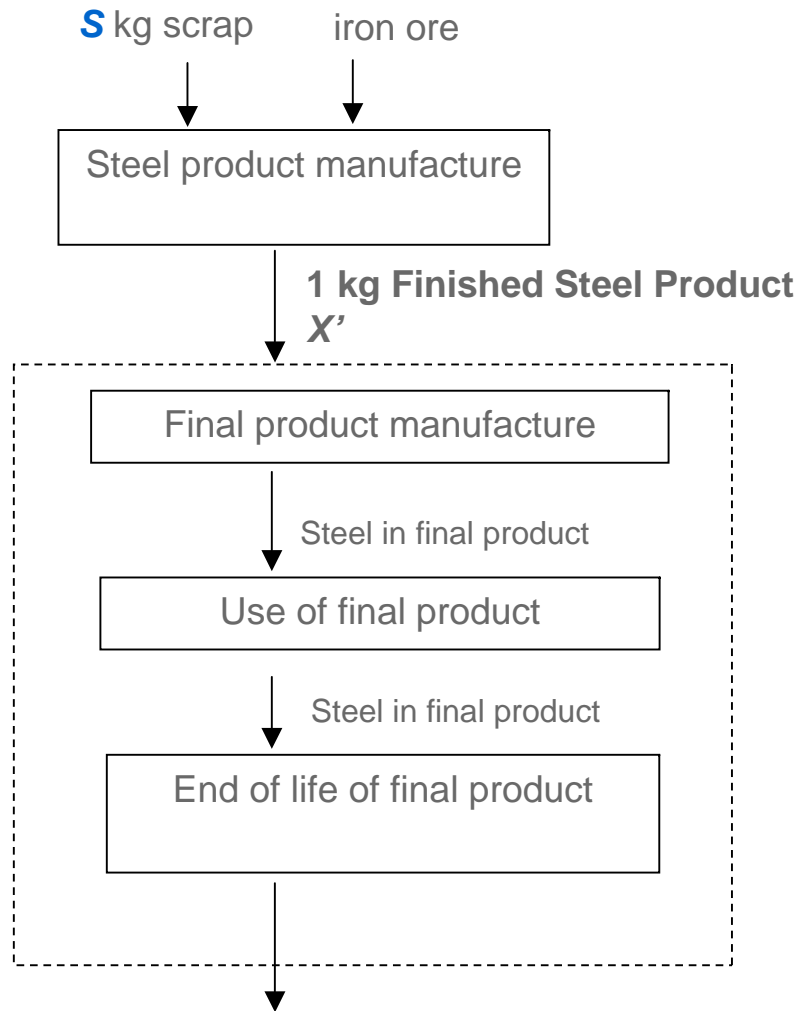 S kg scrap
iron ore
Steel product manufacture
1 kg Finished Steel Product
X’
Final product manufacture
Steel in final product
Use of final product
Steel in final product
End of life of final product